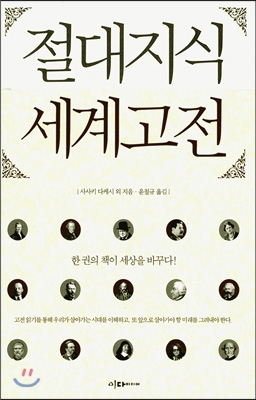 절대지식
세계고전
| 사사키 다케시 외 지음 · 윤철규 옮김 |
한 권의 책이 세상을 바꾸다!
고전 읽기를 통해 우리가 살아가는 시대를 이해하고, 또 앞으로 살아가야 할 미래를 그려내야 한다.
이다미디어
YES24